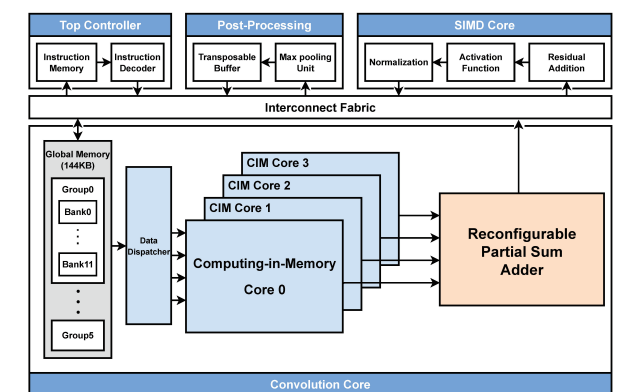 Top Controller
Post-Processing
SIMD Core
Instruction
Memory
Instruction
Decoder
Transposable
Buffer
Max pooling
Unit
Normalization
Activation
Function
Residual
Addition
Interconnect Fabric
Global Memory
(144KB)
Group0
Bank0
Bank11
Group5
Data
Dispatcher
CIM Core 3
CIM Core 2
CIM Core 1
Computing-in-Memory
Core 0
Reconfigurable
Partial Sum
Adder
Convolution Core